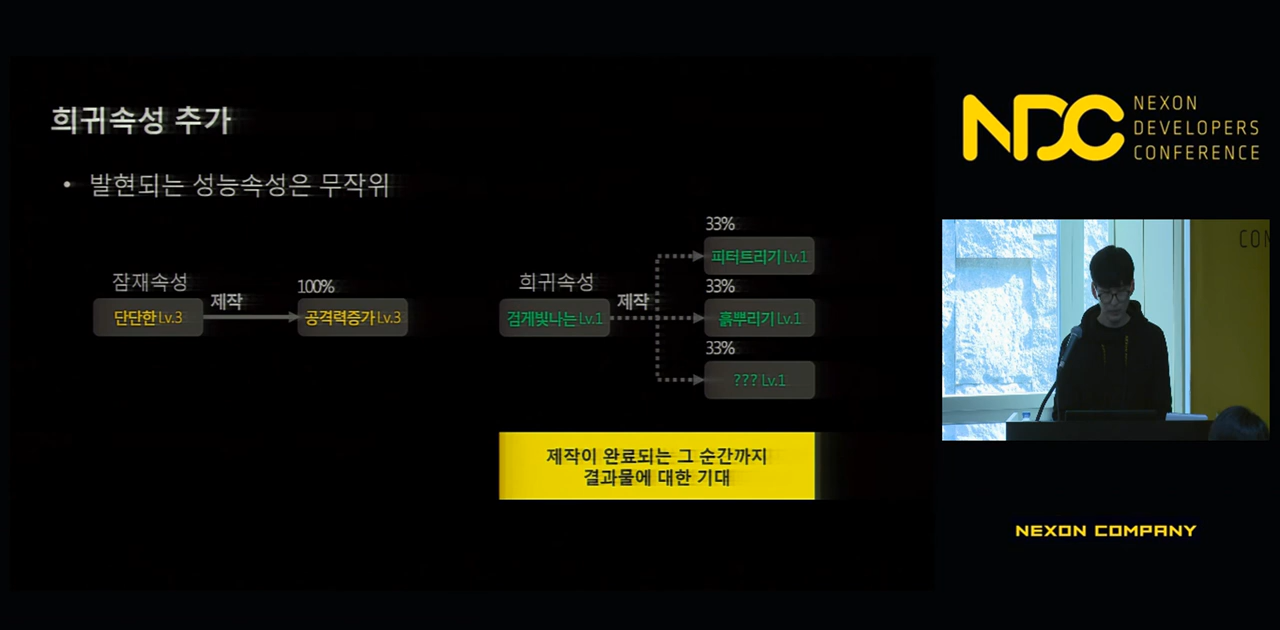 희귀속성 추가
• 발현되는 성능속성은 무작위
잠재속성
단단한 Lv.3
제작
100%
공격력증가 Lv.3
희귀속성
검게빛나는 Lv.1
제작
33%
피터트리기 Lv.1
33%
흙뿌리기 Lv.1
33%
??? Lv.1
제작이 완료되는 그 순간까지
결과물에 대한 기대
NDC
NEXON
DEVELOPERS
CONFERENCE
CON
NEXON COMPANY